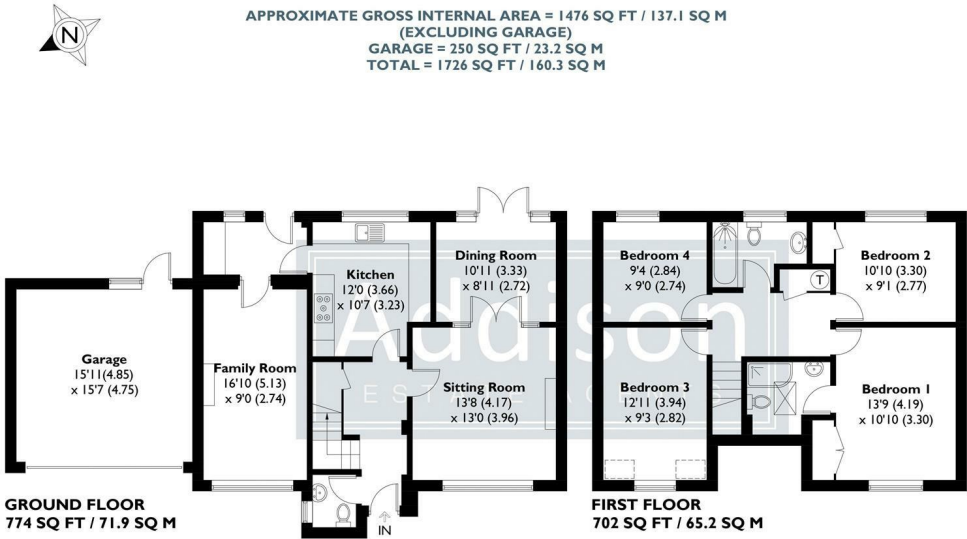 APPROXIMATE GROSS INTERNAL AREA = 1476 SQ FT / 137.1 SQ M
(EXCLUDING GARAGE)
GARAGE = 250 SQ FT / 23.2 SQ M
TOTAL = 1726 SQ FT / 160.3 SQ M
N
Garage
15'11(4.85)
x 15'7 (4.75)
Family Room
16'10 (5.13)
x 9'0 (2.74)
Kitchen
12'0 (3.66)
x 10'7 (3.23)
Dining Room
10'11 (3.33)
x 8'11 (2.72)
Sitting Room
13'8 (4.17)
x 13'0 (3.96)
IN
GROUND FLOOR
774 SQ FT / 71.9 SQ M
Bedroom 4
9'4 (2.84)
x 9'0 (2.74)
Bedroom 2
10'10 (3.30)
x 9'1 (2.77)
T
Bedroom 3
12'11 (3.94)
x 9'3 (2.82)
Bedroom 1
13'9 (4.19)
x 10'10 (3.30)
FIRST FLOOR
702 SQ FT / 65.2 SQ M
Addison
ESTATE AGENTS